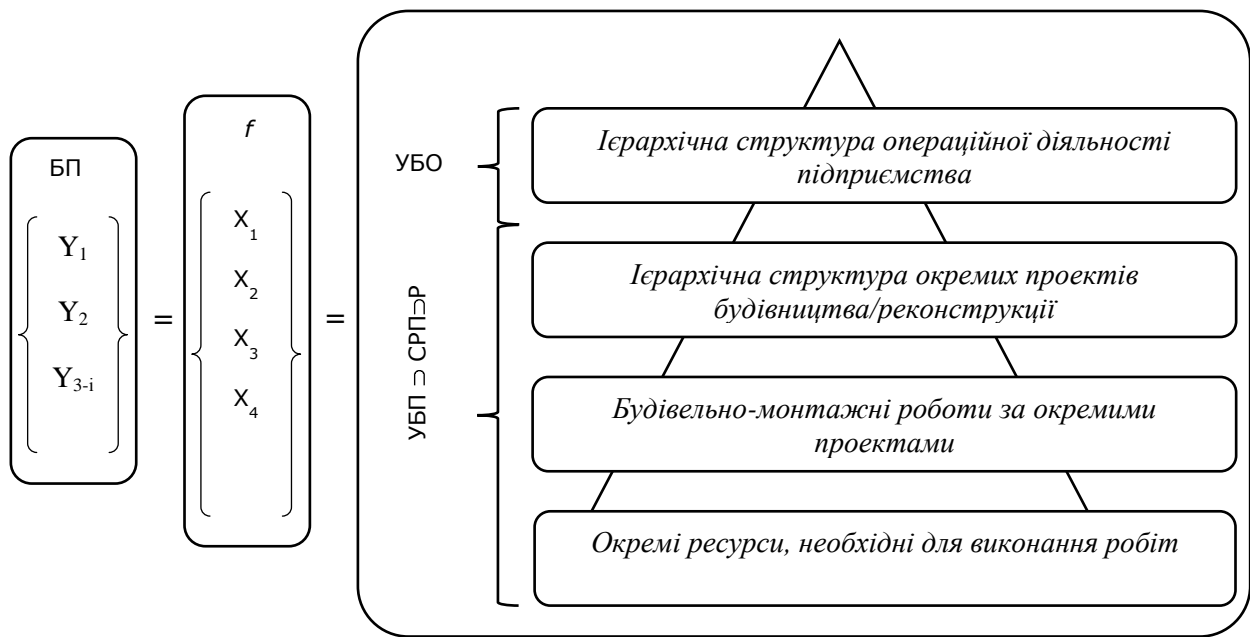 БП
Y1
Y2
Y3-i
=
f
X1
X2
X3
X4
=
УБО
УБП ⊃ СРП⊃Р
Ієрархічна структура операційної діяльності
підприємства
Ієрархічна структура окремих проектів
будівництва/реконструкції
Будівельно-монтажні роботи за окремими
проектами
Окремі ресурси, необхідні для виконання робіт